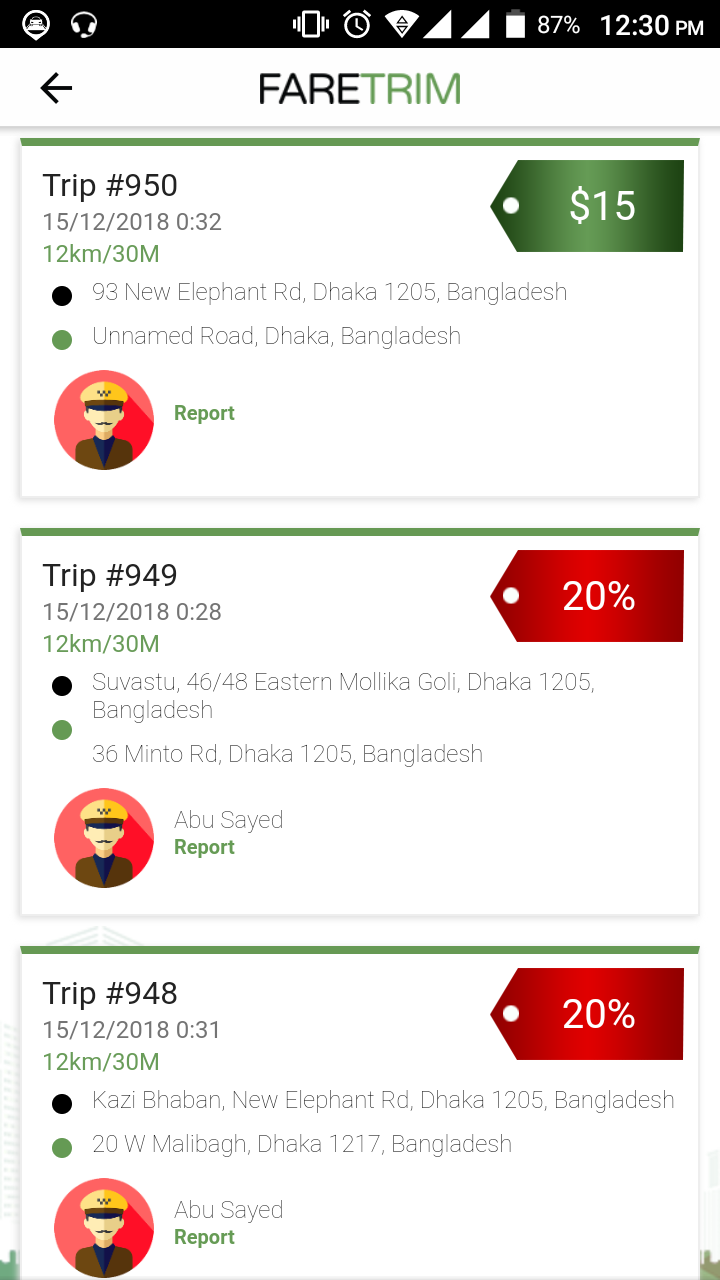 87% 12:30 PM
FARETRIM
Trip #950
$15
15/12/2018 0:32
12km/30M
93 New Elephant Rd, Dhaka 1205, Bangladesh
Unnamed Road, Dhaka, Bangladesh
Report
Trip #949
20%
15/12/2018 0:28
12km/30M
Suvastu, 46/48 Eastern Mollika Goli, Dhaka 1205,
Bangladesh
36 Minto Rd, Dhaka 1205, Bangladesh
Abu Sayed
Report
Trip #948
20%
15/12/2018 0:31
12km/30M
Kazi Bhaban, New Elephant Rd, Dhaka 1205, Bangladesh
20 W Malibagh, Dhaka 1217, Bangladesh
Abu Sayed
Report